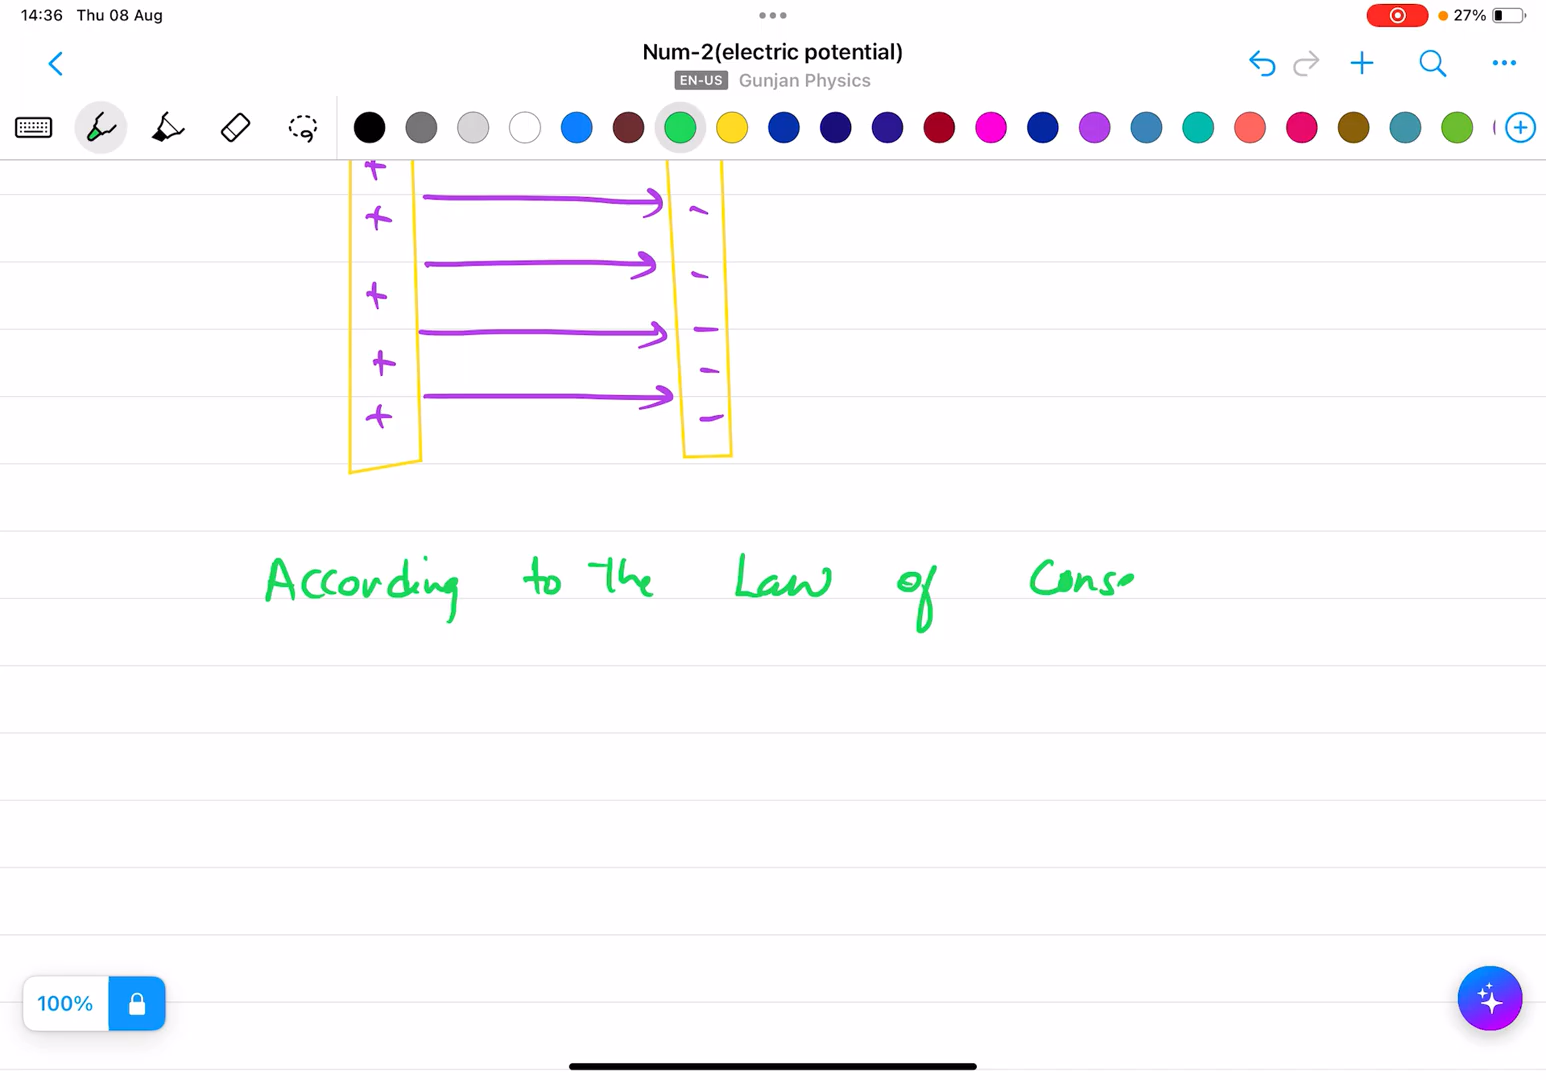 14:36 Thu 08 Aug
27%
Num-2(electric potential)
EN-US Gunjan Physics
+ -
+ -
+ -
+ -
+ -
According to the Law of Cons
100%